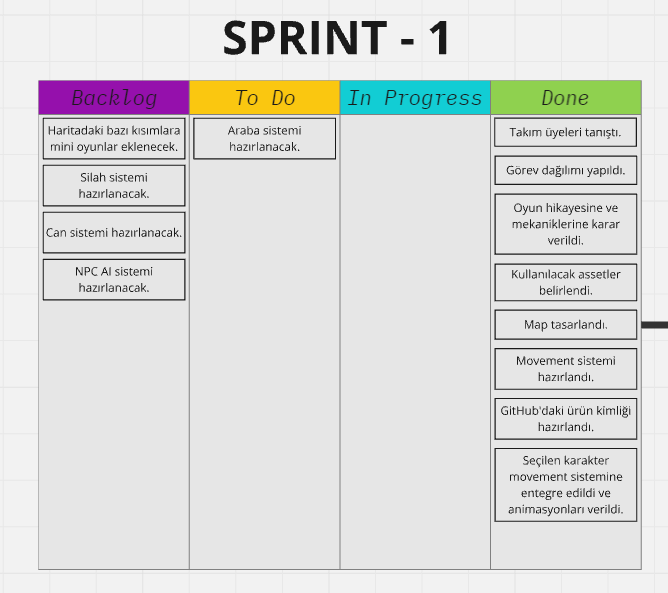 SPRINT - 1
Backlog
To Do
In Progress
Done
Haritadaki bazı kısımlara
mini oyunlar eklenecek.
Silah sistemi
hazırlanacak.
Can sistemi hazırlanacak.
NPC AI sistemi
hazırlanacak.
Araba sistemi
hazırlanacak.
Takım üyeleri tanıştı.
Görev dağılımı yapıldı.
Oyun hikayesine ve
mekaniklerine karar
verildi.
Kullanılacak assetler
belirlendi.
Map tasarlandı.
Movement sistemi
hazırlandı.
GitHub'daki ürün kimliği
hazırlandı.
Seçilen karakter
movement sistemine
entegre edildi ve
animasyonları verildi.